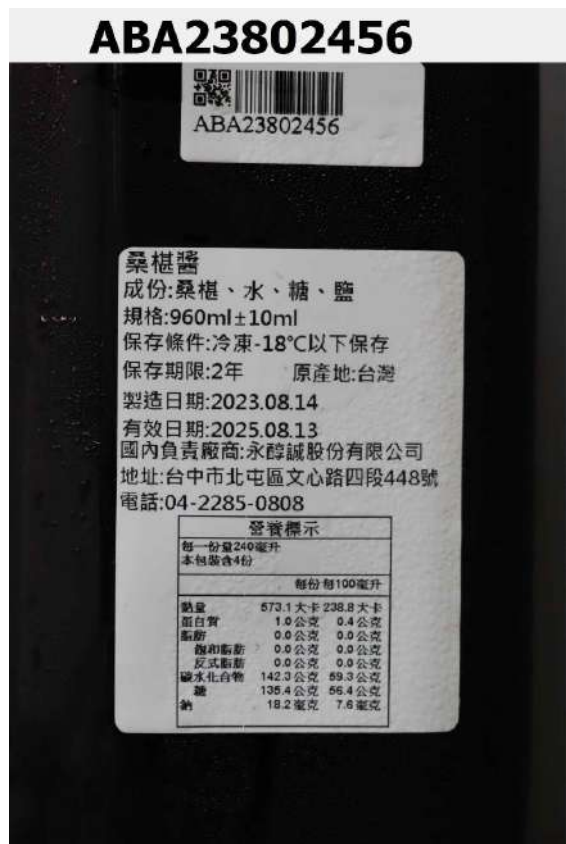 ABA23802456
ABA23802456
桑椹醬
成份:桑椹、水、糖、鹽
規格:960ml±10ml
保存條件:冷凍-18℃以下保存
保存期限:2年 原產地:台灣
製造日期:2023.08.14
有效日期:2025.08.13
國內負責廠商:永醇誠股份有限公司
地址:台中市北屯區文心路四段448號
電話:04-2285-0808
營養標示
每一份量240毫升
本包裝含4份
每份 每100毫升
熱量 573.1 大卡 238.8 大卡
蛋白質 1.0 公克 0.4 公克
脂肪 0.0 公克 0.0 公克
飽和脂肪 0.0 公克 0.0 公克
反式脂肪 0.0 公克 0.0 公克
碳水化合物 142.3 公克 59.3 公克
糖 135.4 公克 56.4 公克
鈉 18.2 毫克 7.6 毫克